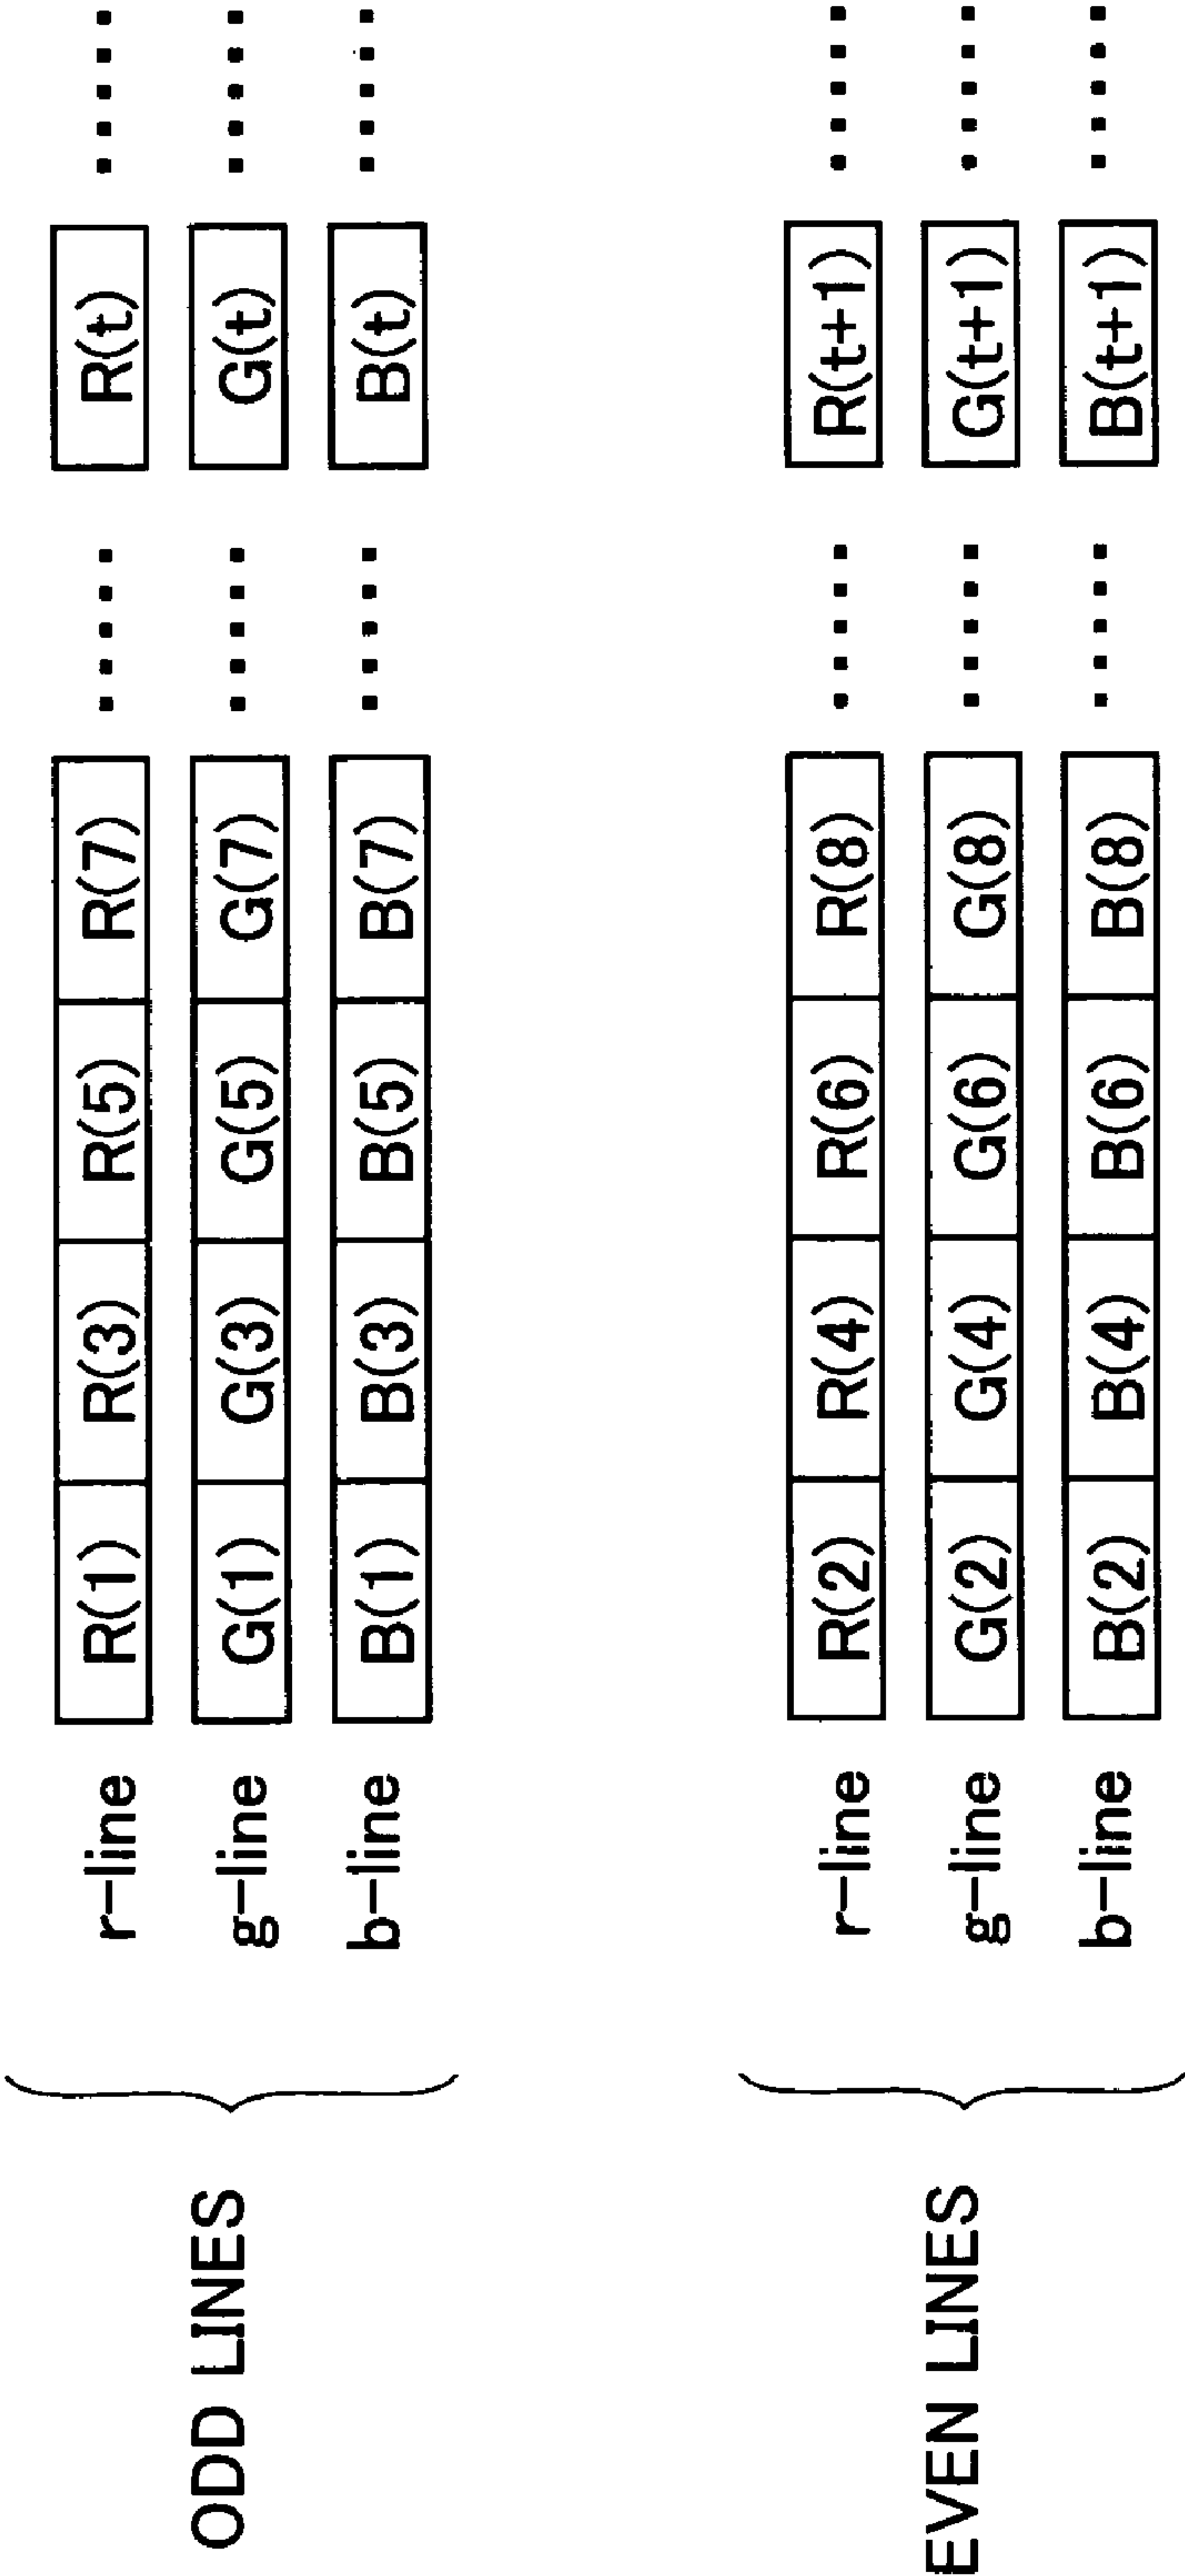 ODD LINES
r-line R(1) R(3) R(5) R(7) ····· R(t) ·····
g-line G(1) G(3) G(5) G(7) ····· G(t) ·····
b-line B(1) B(3) B(5) B(7) ····· B(t) ·····
EVEN LINES
r-line R(2) R(4) R(6) R(8) ····· R(t+1) ·····
g-line G(2) G(4) G(6) G(8) ····· G(t+1) ·····
b-line B(2) B(4) B(6) B(8) ····· B(t+1) ·····